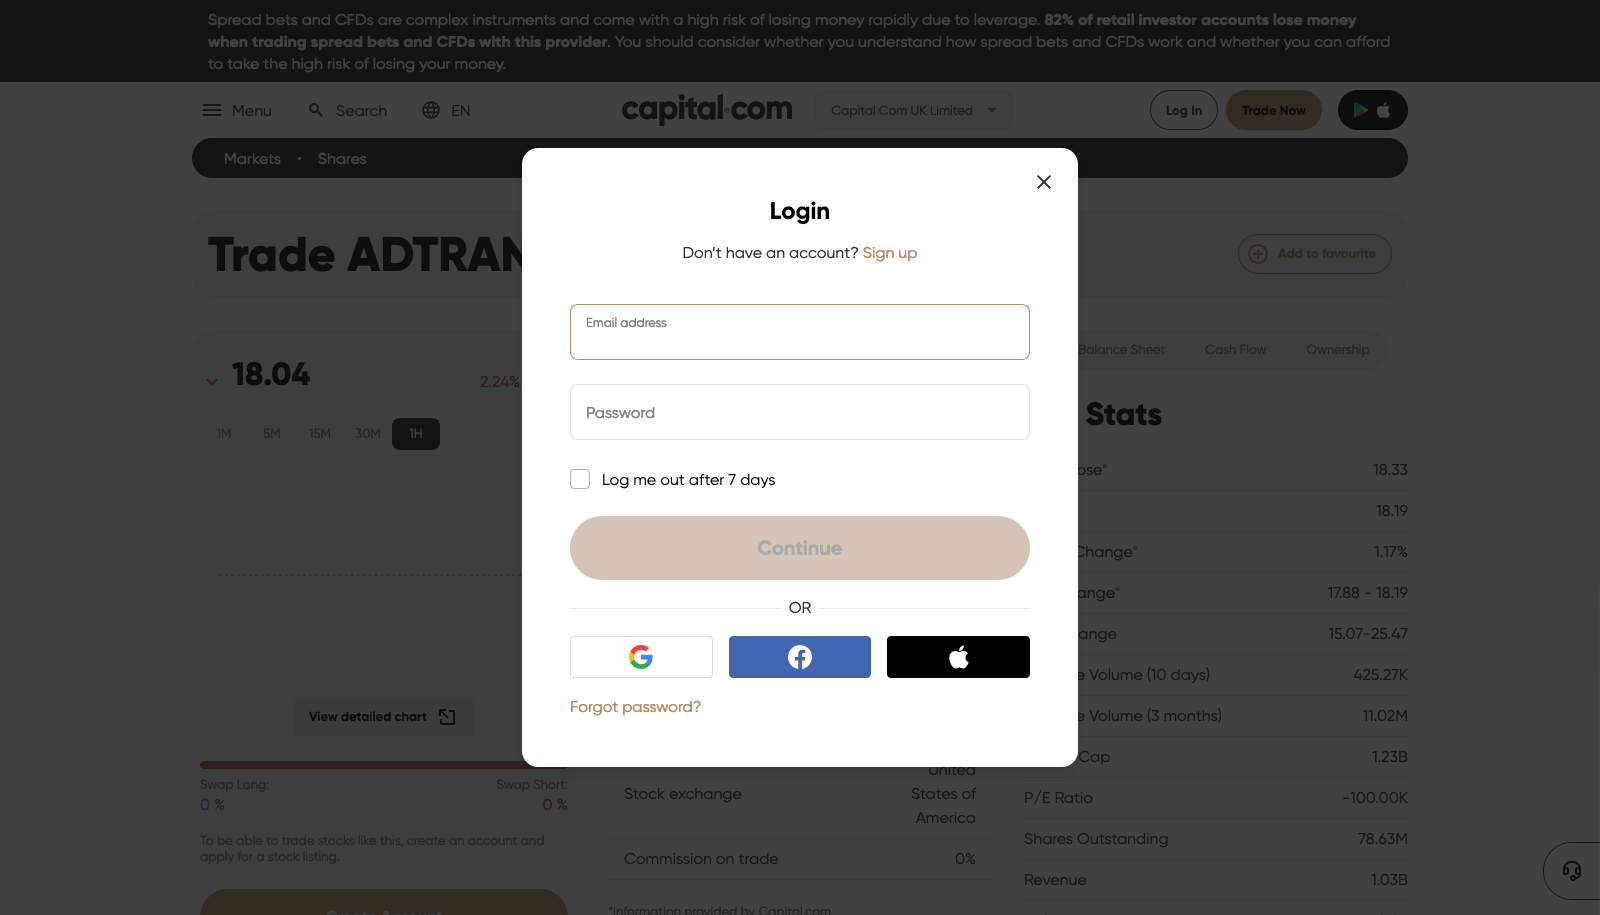 Spread bets and CFDs are complex instruments and come with a high risk of losing money rapidly due to leverage. 82% of retail investor accounts lose money
when trading spread bets and CFDs with this provider. You should consider whether you understand how spread bets and CFDs work and whether you can afford
to take the high risk of losing your money.
Menu Search EN capital.com Capital Com UK Limited Log In Trade Now
Markets • Shares
Trade ADTRAN
Add to favourite
Login
Don't have an account? Sign up
Email address
Password
Log me out after 7 days
Continue
OR
Forgot password?
18.04
2.24%
1M 5M 15M 30M 1H
View detailed chart
Swap Long: Swap Short:
0 % 0 %
To be able to trade stocks like this, create an account and
apply for a stock listing.
Stock exchange
United
States of
America
Commission on trade 0%
*Information provided by Capital.com
Balance Sheet Cash Flow Ownership
Stats
18.33
18.19
Change* 1.17%
17.88 - 18.19
15.07-25.47
Volume (10 days) 425.27K
Volume (3 months) 11.02M
Cap 1.23B
P/E Ratio -100.00K
Shares Outstanding 78.63M
Revenue 1.03B